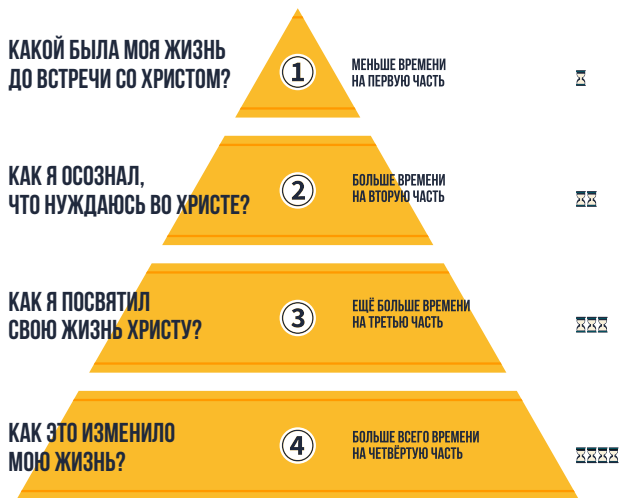 КАКОЙ БЫЛА МОЯ ЖИЗНЬ
ДО ВСТРЕЧИ СО ХРИСТОМ?
1
МЕНЬШЕ ВРЕМЕНИ
НА ПЕРВУЮ ЧАСТЬ
КАК Я ОСОЗНАЛ,
ЧТО НУЖДАЮСЬ ВО ХРИСТЕ?
2
БОЛЬШЕ ВРЕМЕНИ
НА ВТОРУЮ ЧАСТЬ
КАК Я ПОСВЯТИЛ
СВОЮ ЖИЗНЬ ХРИСТУ?
3
ЕЩЁ БОЛЬШЕ ВРЕМЕНИ
НА ТРЕТЬЮ ЧАСТЬ
КАК ЭТО ИЗМЕНИЛО
МОЮ ЖИЗНЬ?
4
БОЛЬШЕ ВСЕГО ВРЕМЕНИ
НА ЧЕТВЁРТУЮ ЧАСТЬ